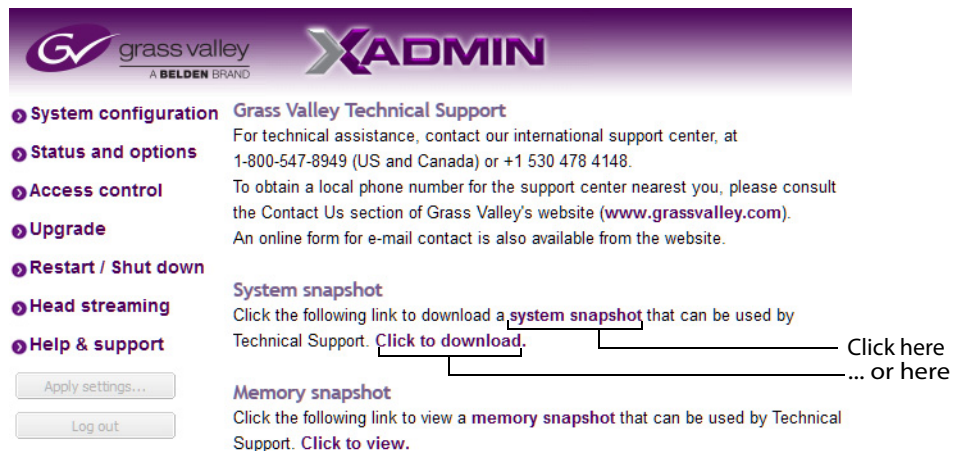 GV grass valley
A BELDEN BRAND
XADMIN
System configuration
Status and options
Access control
Upgrade
Restart / Shut down
Head streaming
Help & support
Apply settings...
Log out
Grass Valley Technical Support
For technical assistance, contact our international support center, at
1-800-547-8949 (US and Canada) or +1 530 478 4148.
To obtain a local phone number for the support center nearest you, please consult
the Contact Us section of Grass Valley's website (www.grassvalley.com).
An online form for e-mail contact is also available from the website.
System snapshot
Click the following link to download a system snapshot that can be used by
Technical Support. Click to download.
Click here
... or here
Memory snapshot
Click the following link to view a memory snapshot that can be used by Technical
Support. Click to view.